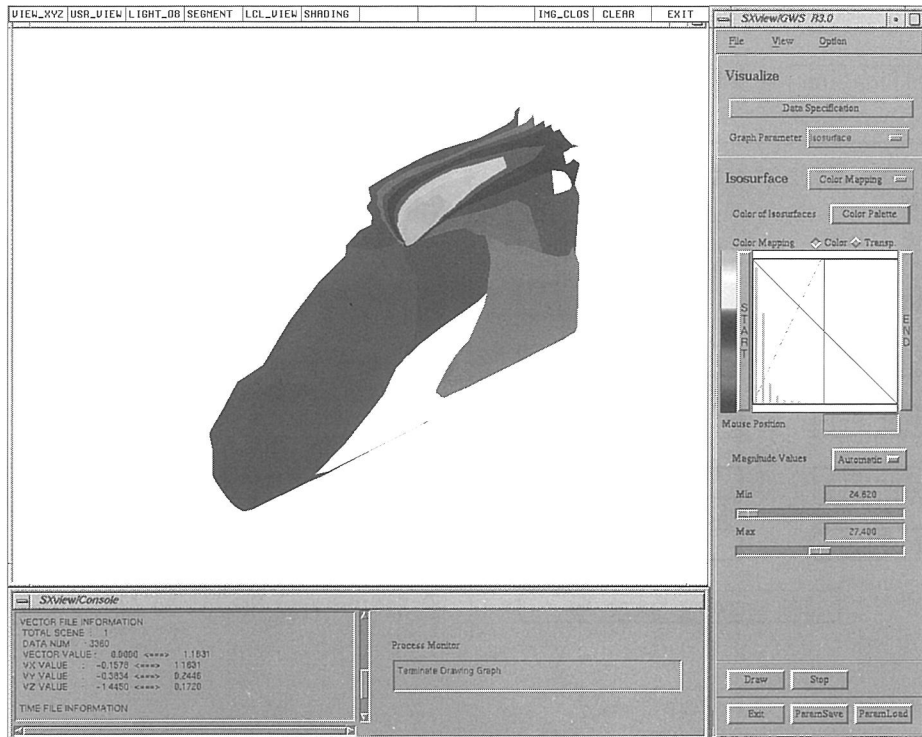 VIEW_XYZ USR_VIEW LIGHT_OB SEGMENT LCL_VIEW SHADING IMG_CLOS CLEAR EXIT
SXview/GWS R3.0
File View Option
Visualize
Data Specification
Graph Parameter Isosurface
Isosurface Color Mapping
Color of Isosurfaces Color Palette
Color Mapping Color Transp.
START
END
Mouse Position
Magnitude Values Automatic
Min 24.620
Max 27.400
Draw Stop
Exit ParamSave ParamLoad
SXview/Console
VECTOR FILE INFORMATION
TOTAL SCENE : 1
DATA NUM : 3360
VECTOR VALUE : 0.0000 <===> 1.1631
VX VALUE : -0.1578 <===> 1.1631
VY VALUE : -0.3834 <===> 0.2446
VZ VALUE : -1.4450 <===> 0.1720
TIME FILE INFORMATION
Process Monitor
Terminate Drawing Graph